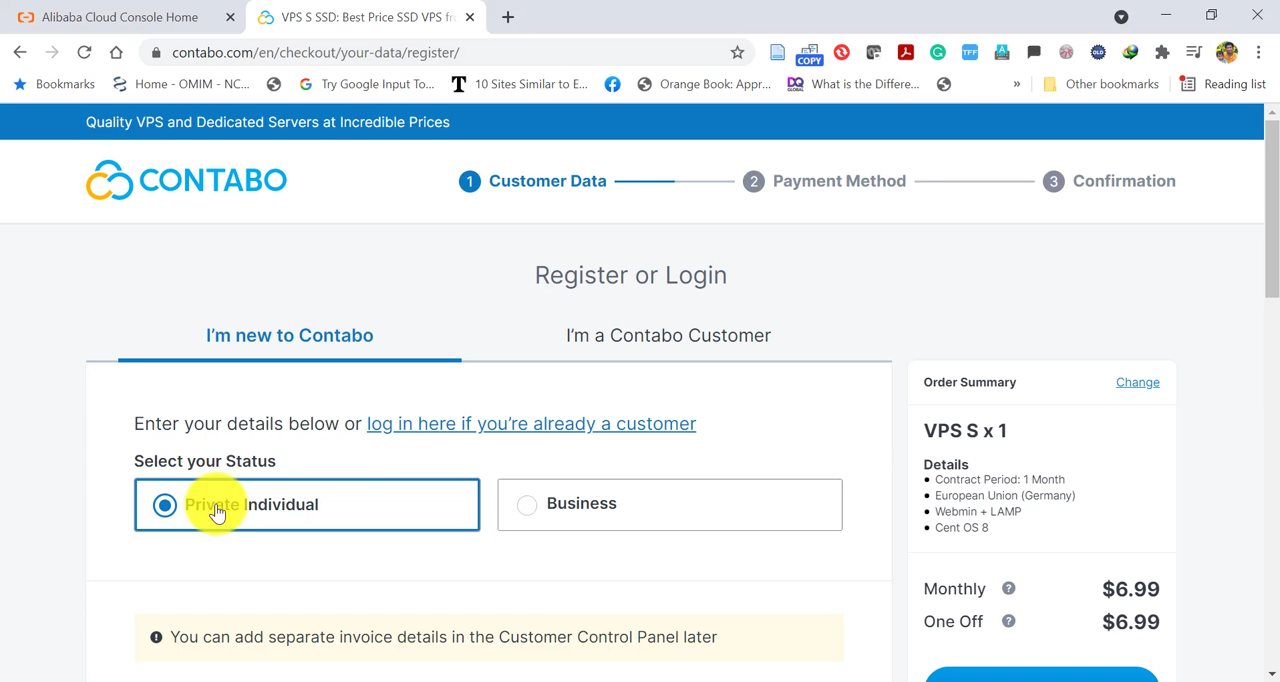 Alibaba Cloud Console Home
VPS S SSD: Best Price SSD VPS fr
contabo.com/en/checkout/your-data/register/
COPY
TFF
OLD
Bookmarks
Home - OMIM - NC...
Try Google Input To...
10 Sites Similar to E...
Orange Book: Appr...
What is the Differe...
»
Other bookmarks
Reading list
Quality VPS and Dedicated Servers at Incredible Prices
CONTABO
1 Customer Data
2 Payment Method
3 Confirmation
Register or Login
I'm new to Contabo
I'm a Contabo Customer
Enter your details below or log in here if you're already a customer
Select your Status
Private Individual
Business
You can add separate invoice details in the Customer Control Panel later
Order Summary
Change
VPS S x 1
Details
Contract Period: 1 Month
European Union (Germany)
Webmin + LAMP
Cent OS 8
Monthly ? $6.99
One Off ? $6.99